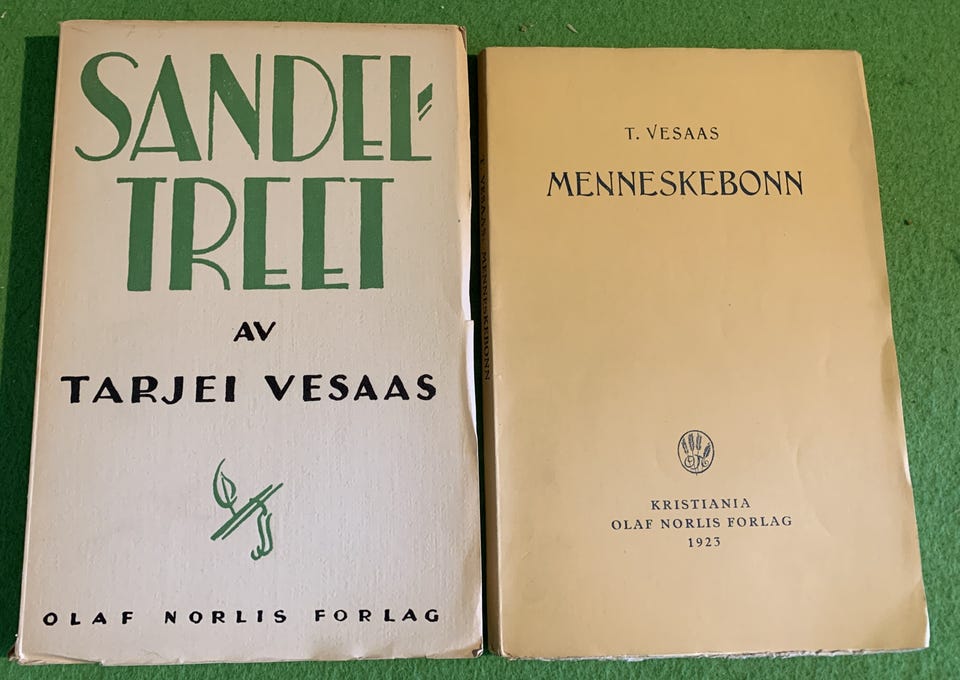 SANDEL-
TREET
AV
TARJEI VESAAS
OLAF NORLIS FORLAG
T. VESAAS MENNESKEBONN
T. VESAAS
MENNESKEBONN
KRISTIANIA
OLAF NORLIS FORLAG
1923